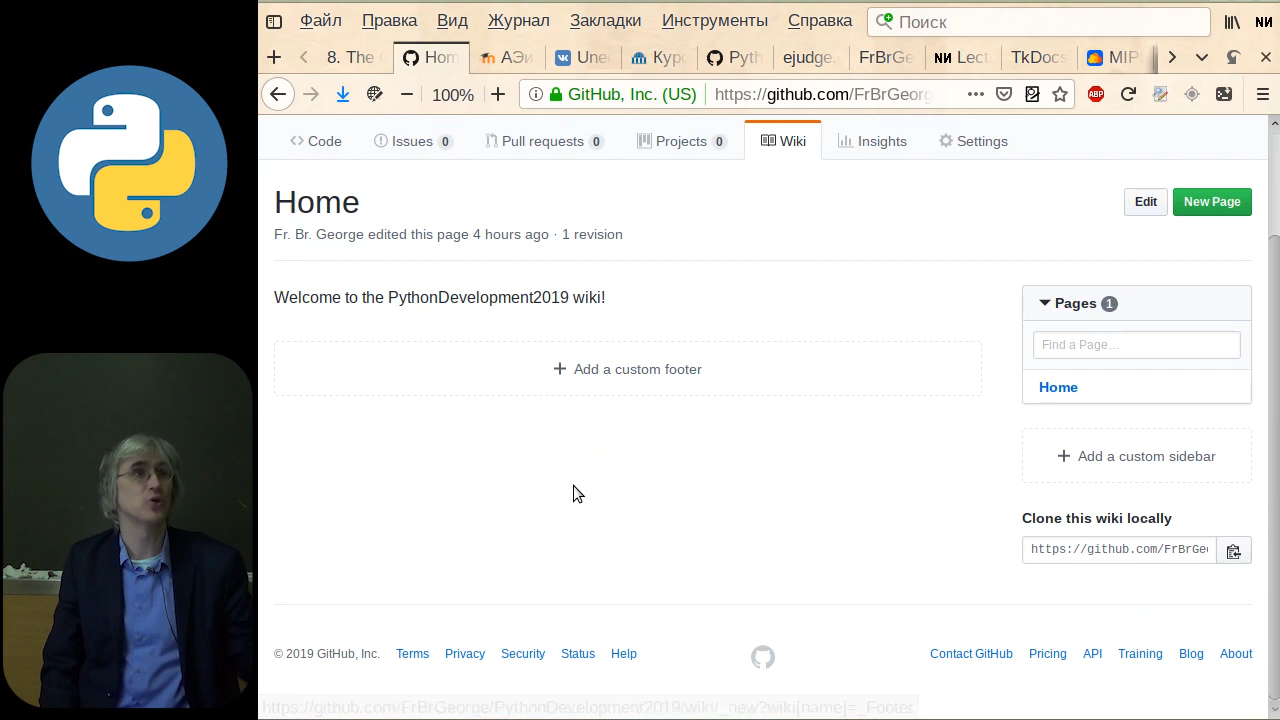 Файл Правка Вид Журнал Закладки Инструменты Справка Поиск
8. The Hom АЭи Une Курс Pyth ejudge. FrBrGe Lect TkDocs MIP
100% GitHub, Inc. (US) https://github.com/FrBrGeorg
Code Issues 0 Pull requests 0 Projects 0 Wiki Insights Settings
Home
Edit New Page
Fr. Br. George edited this page 4 hours ago · 1 revision
Welcome to the PythonDevelopment2019 wiki!
Pages 1
Find a Page…
Home
Add a custom footer
Add a custom sidebar
Clone this wiki locally
https://github.com/FrBrGeo
© 2019 GitHub, Inc. Terms Privacy Security Status Help Contact GitHub Pricing API Training Blog About
https://github.com/FrBrGeorge/PythonDevelopment2019/wiki/_new?wiki[name]=_Footer